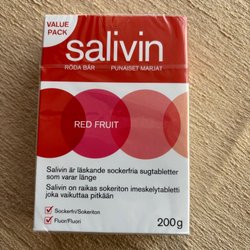 VALUE
PACK
salivin
RÖDA BÄR PUNAISET MARJAT
RED FRUIT
Salivin är läskande sockerfria sugtabletter
som varar länge
Salivin on raikas sokeriton imeskelytabletti
joka vaikuttaa pitkään
Sockerfri/Sokeriton
Fluor/Fluori
200g